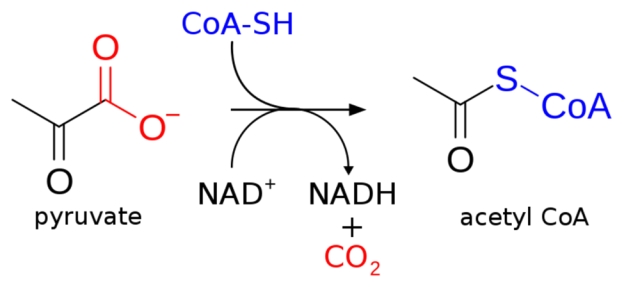 CoA-SH
O
O⁻
O
pyruvate
NAD⁺
NADH
+
CO₂
S
CoA
O
acetyl CoA